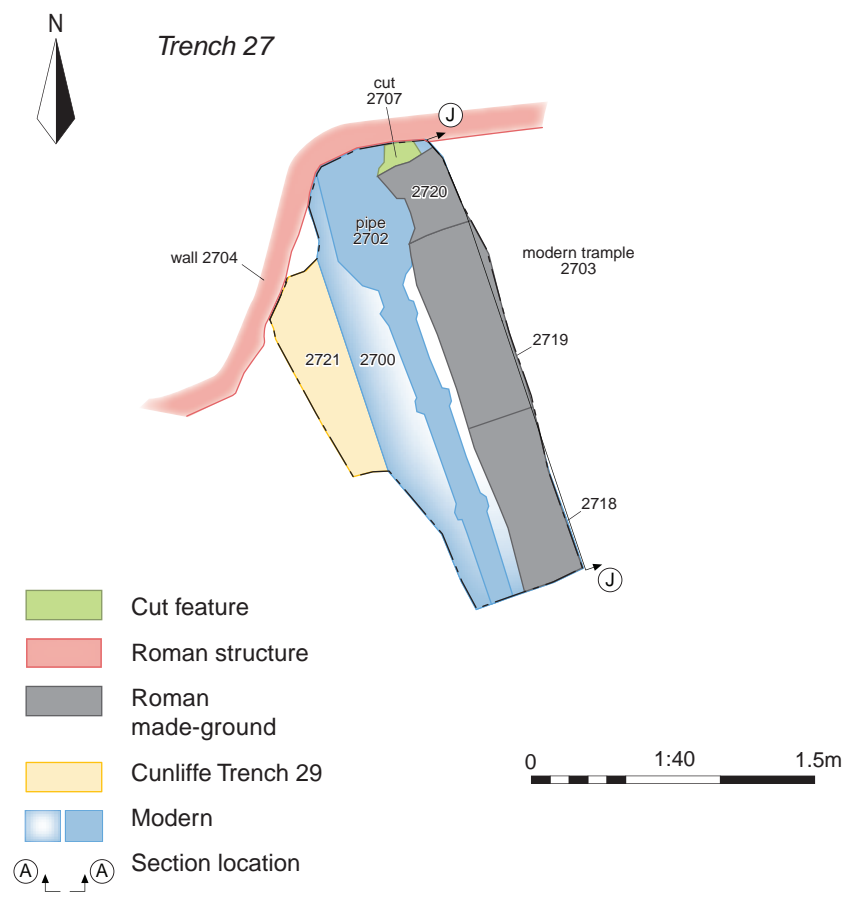 N
Trench 27
cut
2707
J
2720
pipe
2702
wall 2704
modern trample
2703
2719
2721
2700
2718
J
Cut feature
Roman structure
Roman
made-ground
Cunliffe Trench 29
Modern
A A Section location
0 1:40 1.5m